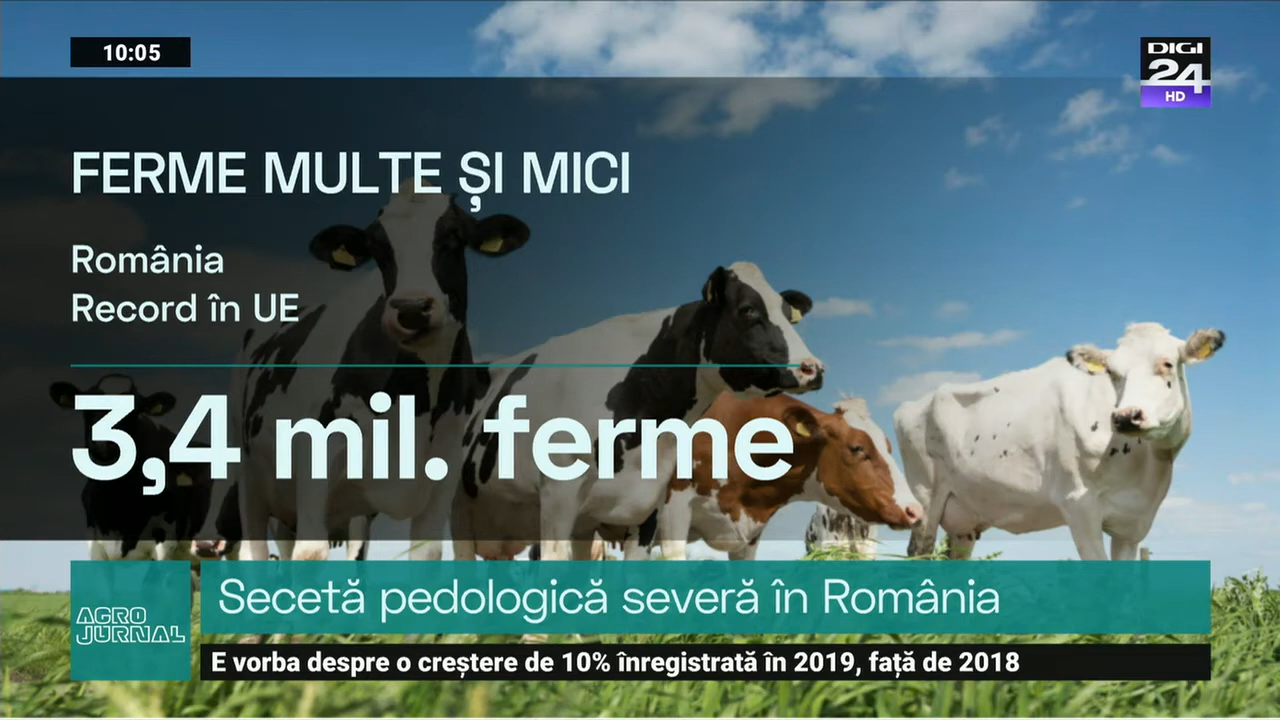 10:05
DIGI
24
HD
FERME MULTE ȘI MICI
România
Record în UE
3,4 mil. ferme
Secetă pedologică severă în România
AGRO
JURNAL
E vorba despre o creștere de 10% înregistrată în 2019, față de 2018